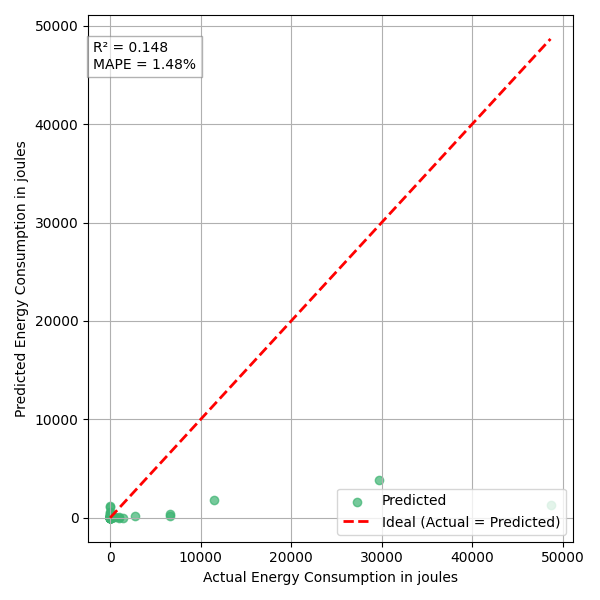 50000
40000
30000
20000
10000
0
Predicted Energy Consumption in joules
R² = 0.148
MAPE = 1.48%
Predicted
Ideal (Actual = Predicted)
0
10000
20000
30000
40000
50000
Actual Energy Consumption in joules